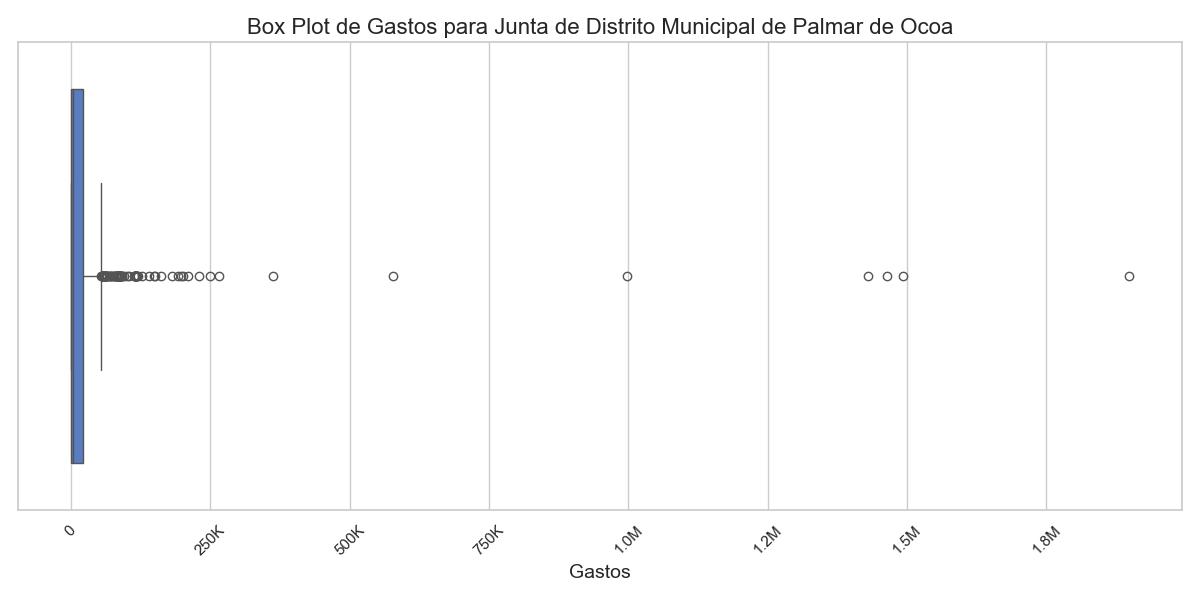 Box Plot de Gastos para Junta de Distrito Municipal de Palmar de Ocoa
0
250K
500K
750K
1.0M
1.2M
1.5M
1.8M
Gastos